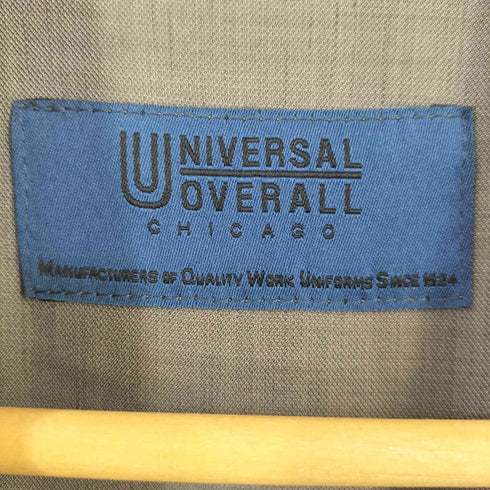 UNIVERSAL
OVERALL
CHICAGO
MANUFACTURERS OF QUALITY WORK UNIFORMS SINCE 1924